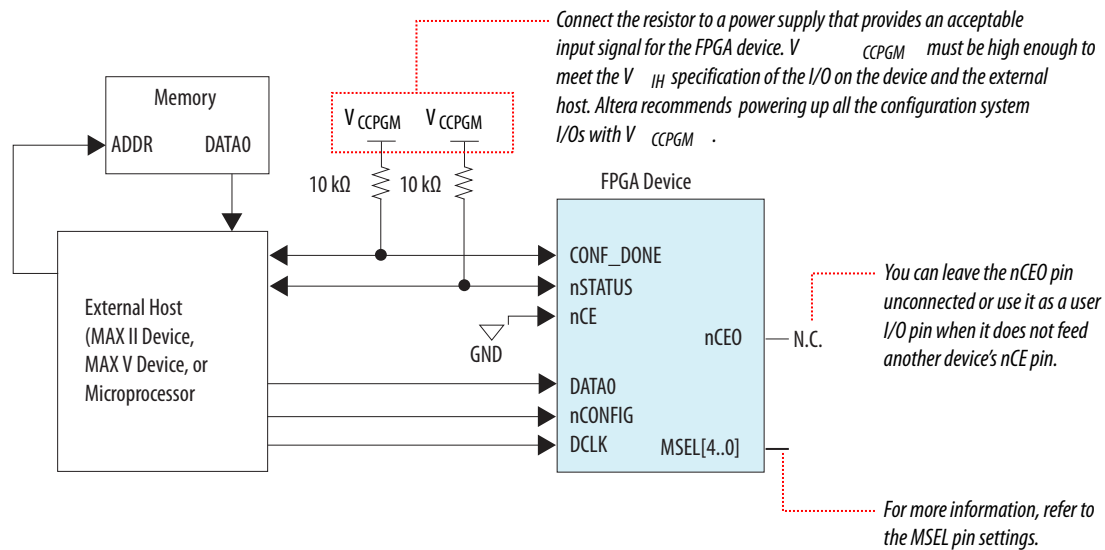 Connect the resistor to a power supply that provides an acceptable
input signal for the FPGA device. V CCPGM must be high enough to
meet the V IH specification of the I/O on the device and the external
host. Altera recommends powering up all the configuration system
I/Os with V CCPGM .
Memory
ADDR DATA0
V CCPGM V CCPGM
10 kΩ 10 kΩ
FPGA Device
External Host
(MAX II Device,
MAX V Device, or
Microprocessor
GND
CONF_DONE
nSTATUS
nCE
nCEO
N.C.
DATA0
nCONFIG
DCLK
MSEL[4..0]
You can leave the nCEO pin
unconnected or use it as a user
I/O pin when it does not feed
another device's nCE pin.
For more information, refer to
the MSEL pin settings.